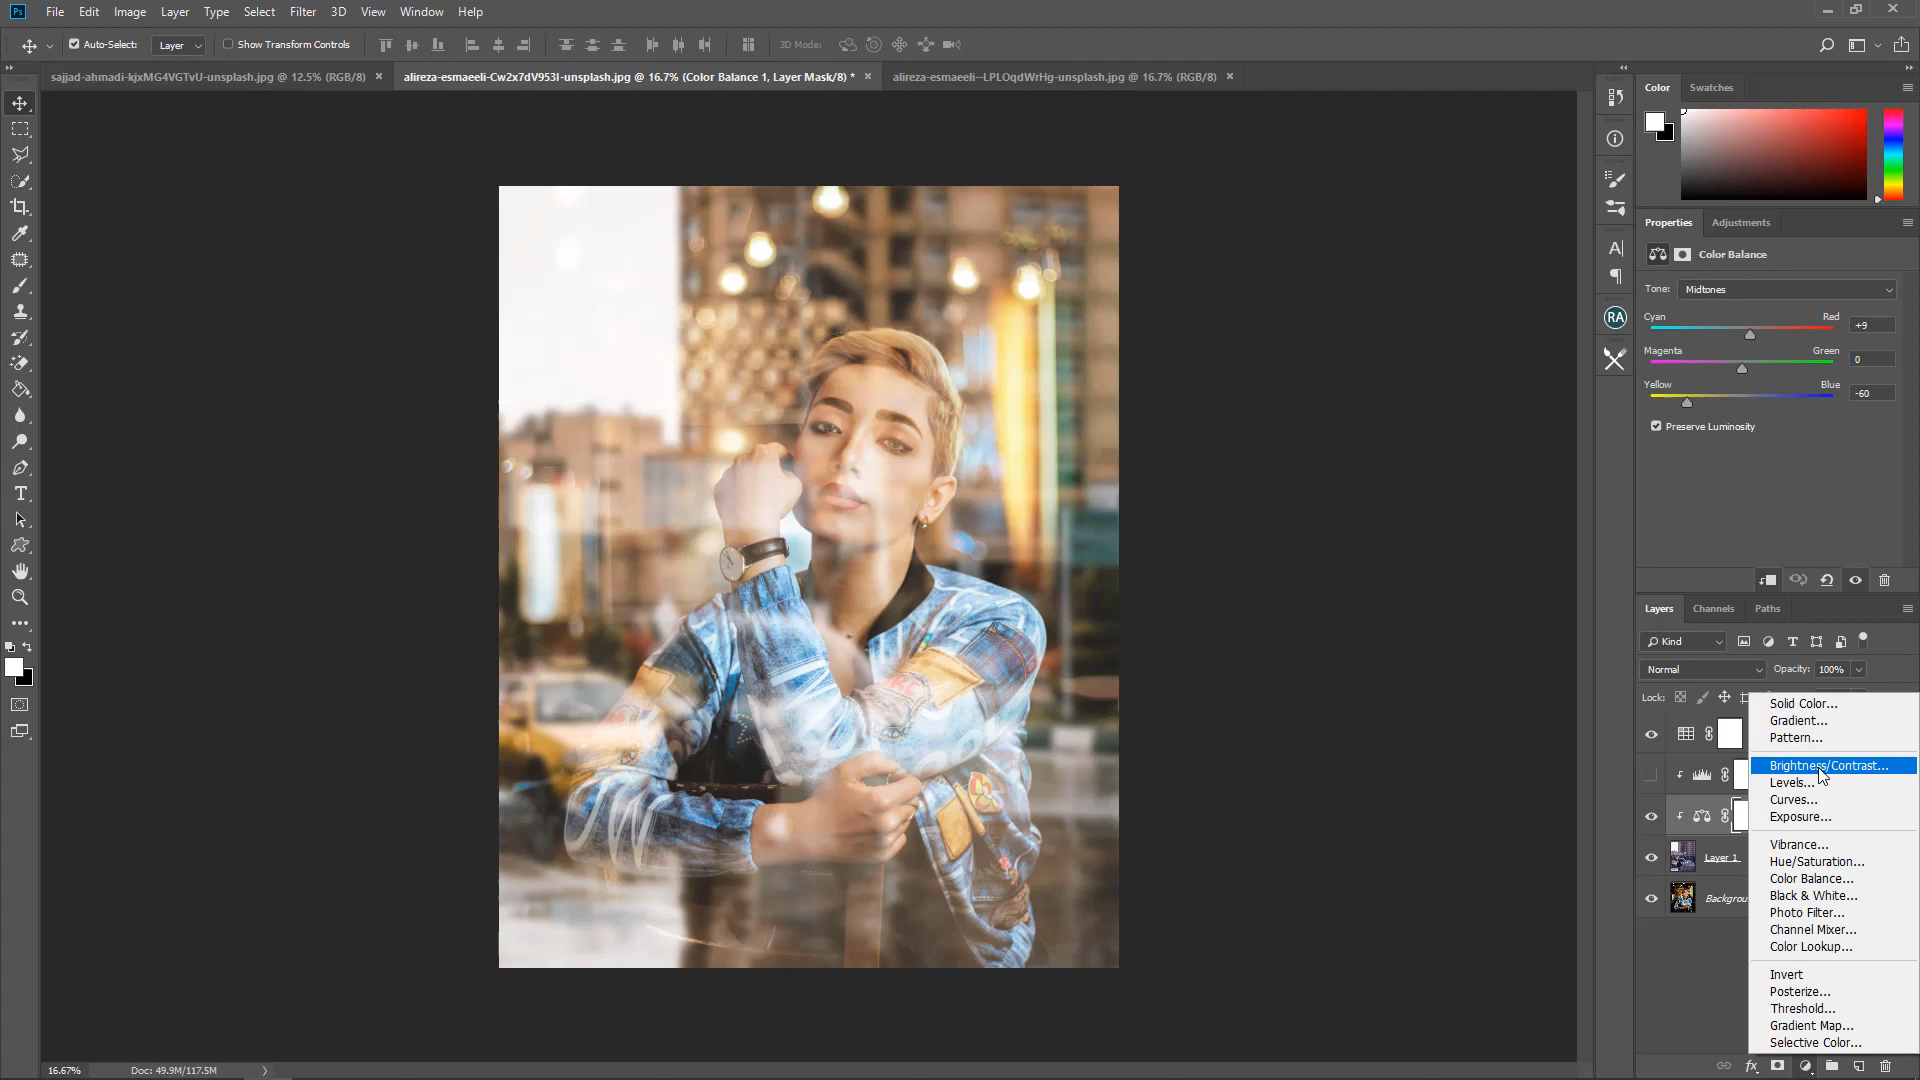 Ps File Edit Image Layer Type Select Filter 3D View Window Help
Auto-Select: Layer Show Transform Controls 3D Mode:
sajjad-ahmadi-kjxMG4VGTvU-unsplash.jpg @ 12.5% (RGB/8) × alireza-esmaeeli-Cw2x7dV953I-unsplash.jpg @ 16.7% (Color Balance 1, Layer Mask/8) * × alireza-esmaeeli--LPLOqdWrHg-unsplash.jpg @ 16.7% (RGB/8) ×
Color Swatches
Properties Adjustments
Color Balance
Tone: Midtones
Cyan Red +9
Magenta Green 0
Yellow Blue -60
Preserve Luminosity
RA
Layers Channels Paths
Kind
Normal Opacity: 100%
Lock:
Solid Color...
Gradient...
Pattern...
Brightness/Contrast...
Levels...
Curves...
Exposure...
Vibrance...
Hue/Saturation...
Color Balance...
Black & White...
Photo Filter...
Channel Mixer...
Color Lookup...
Invert
Posterize...
Threshold...
Gradient Map...
Selective Color...
Layer 1
Backgrou
fx
16.67% Doc: 49.9M/117.5M